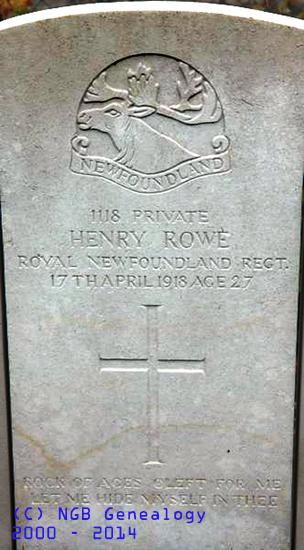 NEWFOUNDLAND
1118 PRIVATE
HENRY ROWE
ROYAL NEWFOUNDLAND REGT.
17TH APRIL 1918 AGE 27
ROCK OF AGES CLEFT FOR ME
LET ME HIDE MYSELF IN THEE
(C) NGB Genealogy
2000 - 2014